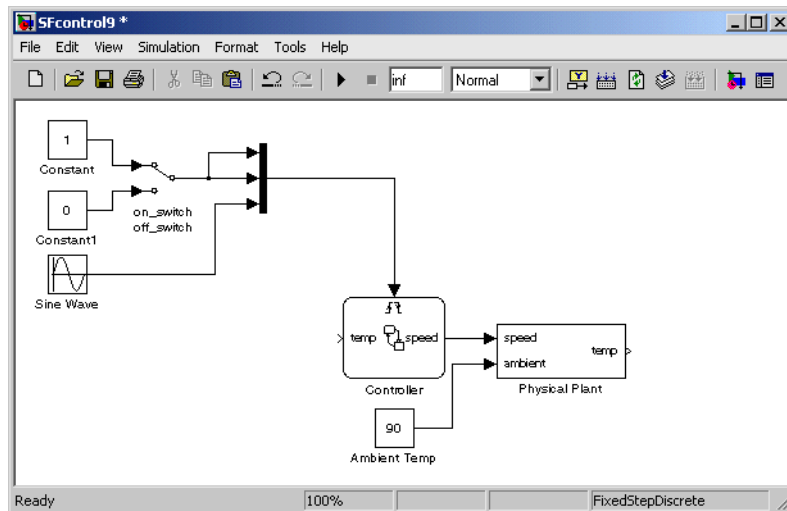 SFcontrol9 *
File Edit View Simulation Format Tools Help
inf Normal
1
Constant
0
Constant1
on_switch
off_switch
Sine Wave
temp speed
Controller
speed
ambient
temp
Physical Plant
90
Ambient Temp
Ready 100% FixedStepDiscrete